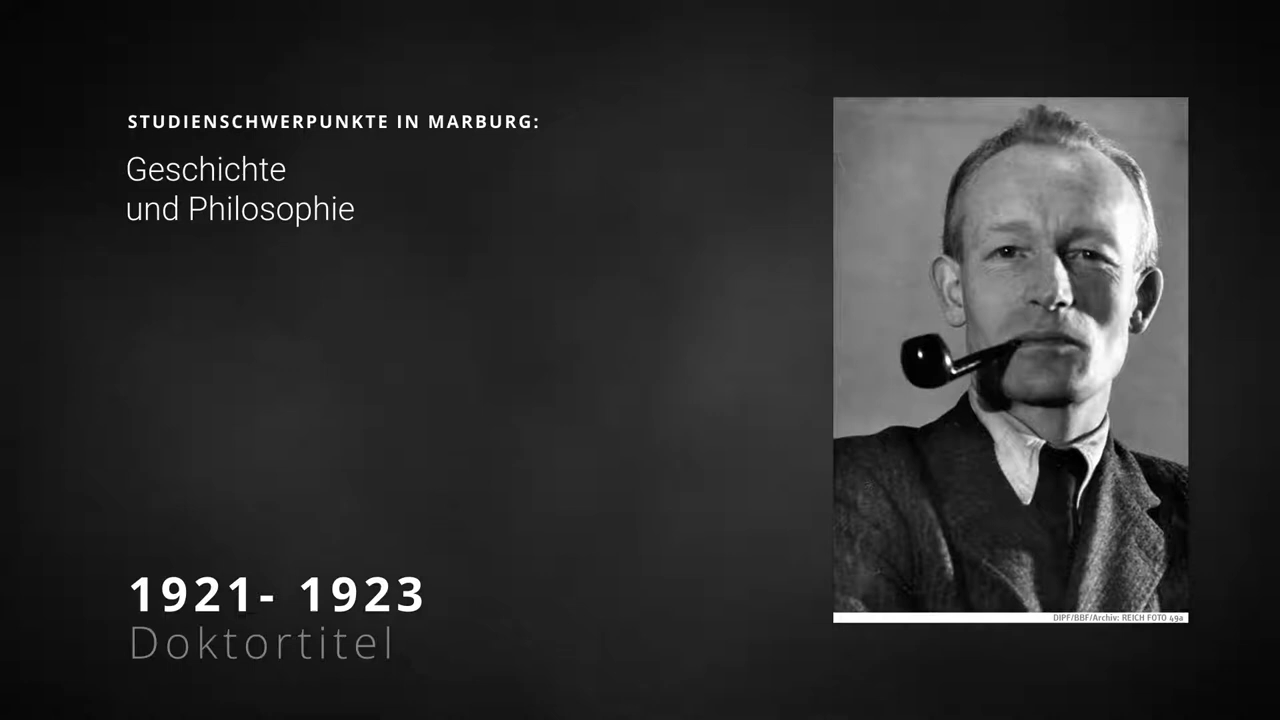 STUDIENSCHWERPUNKTE IN MARBURG:
Geschichte
und Philosophie
1921- 1923
Doktortitel
DIPF/BBF/Archiv: REICH FOTO 49a